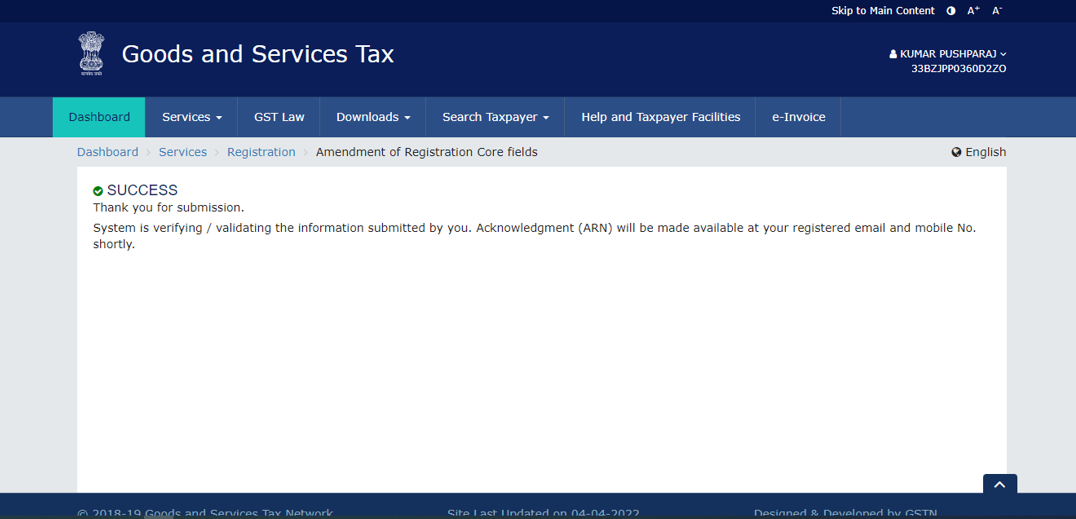 Skip to Main Content A+ A-
Goods and Services Tax
KUMAR PUSHPARAJ
33BZJPP0360D2ZO
Dashboard Services GST Law Downloads Search Taxpayer Help and Taxpayer Facilities e-Invoice
Dashboard > Services > Registration > Amendment of Registration Core fields English
SUCCESS
Thank you for submission.
System is verifying / validating the information submitted by you. Acknowledgment (ARN) will be made available at your registered email and mobile No.
shortly.
© 2018-19 Goods and Services Tax Network Site Last Updated on 04-04-2022 Designed & Developed by GSTN